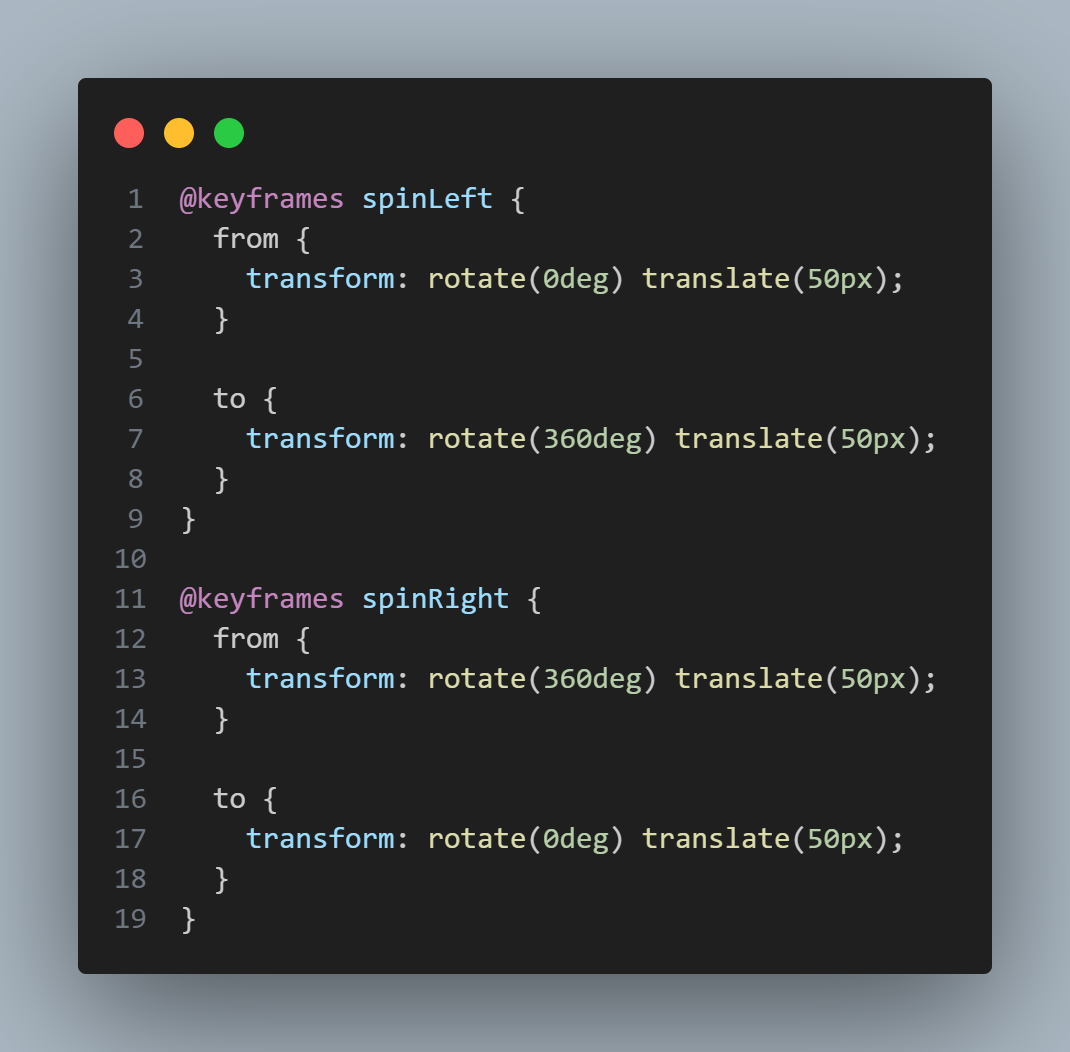 1 @keyframes spinLeft {
2   from {
3     transform: rotate(0deg) translate(50px);
4   }
5
6   to {
7     transform: rotate(360deg) translate(50px);
8   }
9 }
10
11 @keyframes spinRight {
12   from {
13     transform: rotate(360deg) translate(50px);
14   }
15
16   to {
17     transform: rotate(0deg) translate(50px);
18   }
19 }